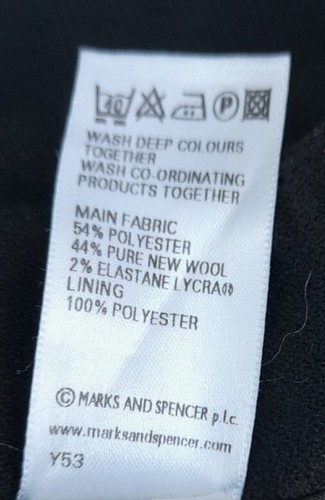 40 P
WASH DEEP COLOURS
TOGETHER
WASH CO-ORDINATING
PRODUCTS TOGETHER
MAIN FABRIC
54% POLYESTER
44% PURE NEW WOOL
2% ELASTANE LYCRA®
LINING
100% POLYESTER
© MARKS AND SPENCER p.l.c.
www.marksandspencer.com
Y53